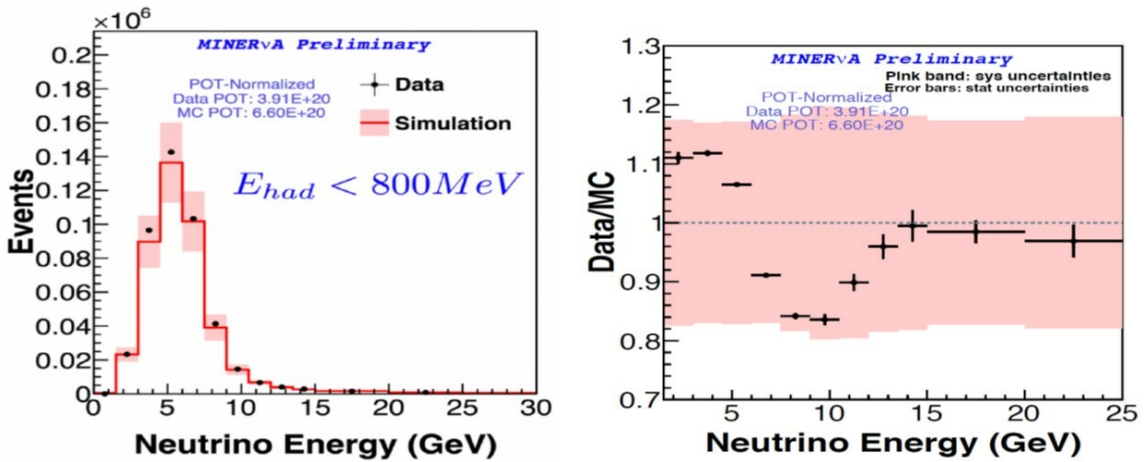 ×10⁶
0.2
0.18
0.16
0.14
0.12
0.1
0.08
0.06
0.04
0.02
0
Events
MINERνA Preliminary
POT-Normalized
Data POT: 3.91E+20
MC POT: 6.60E+20
Data
Simulation
E_had < 800MeV
0 5 10 15 20 25 30
Neutrino Energy (GeV)
1.3
1.2
1.1
1
0.9
0.8
0.7
Data/MC
MINERνA Preliminary
Pink band: sys uncertainties
Error bars: stat uncertainties
POT-Normalized
Data POT: 3.91E+20
MC POT: 6.60E+20
5 10 15 20 25
Neutrino Energy (GeV)